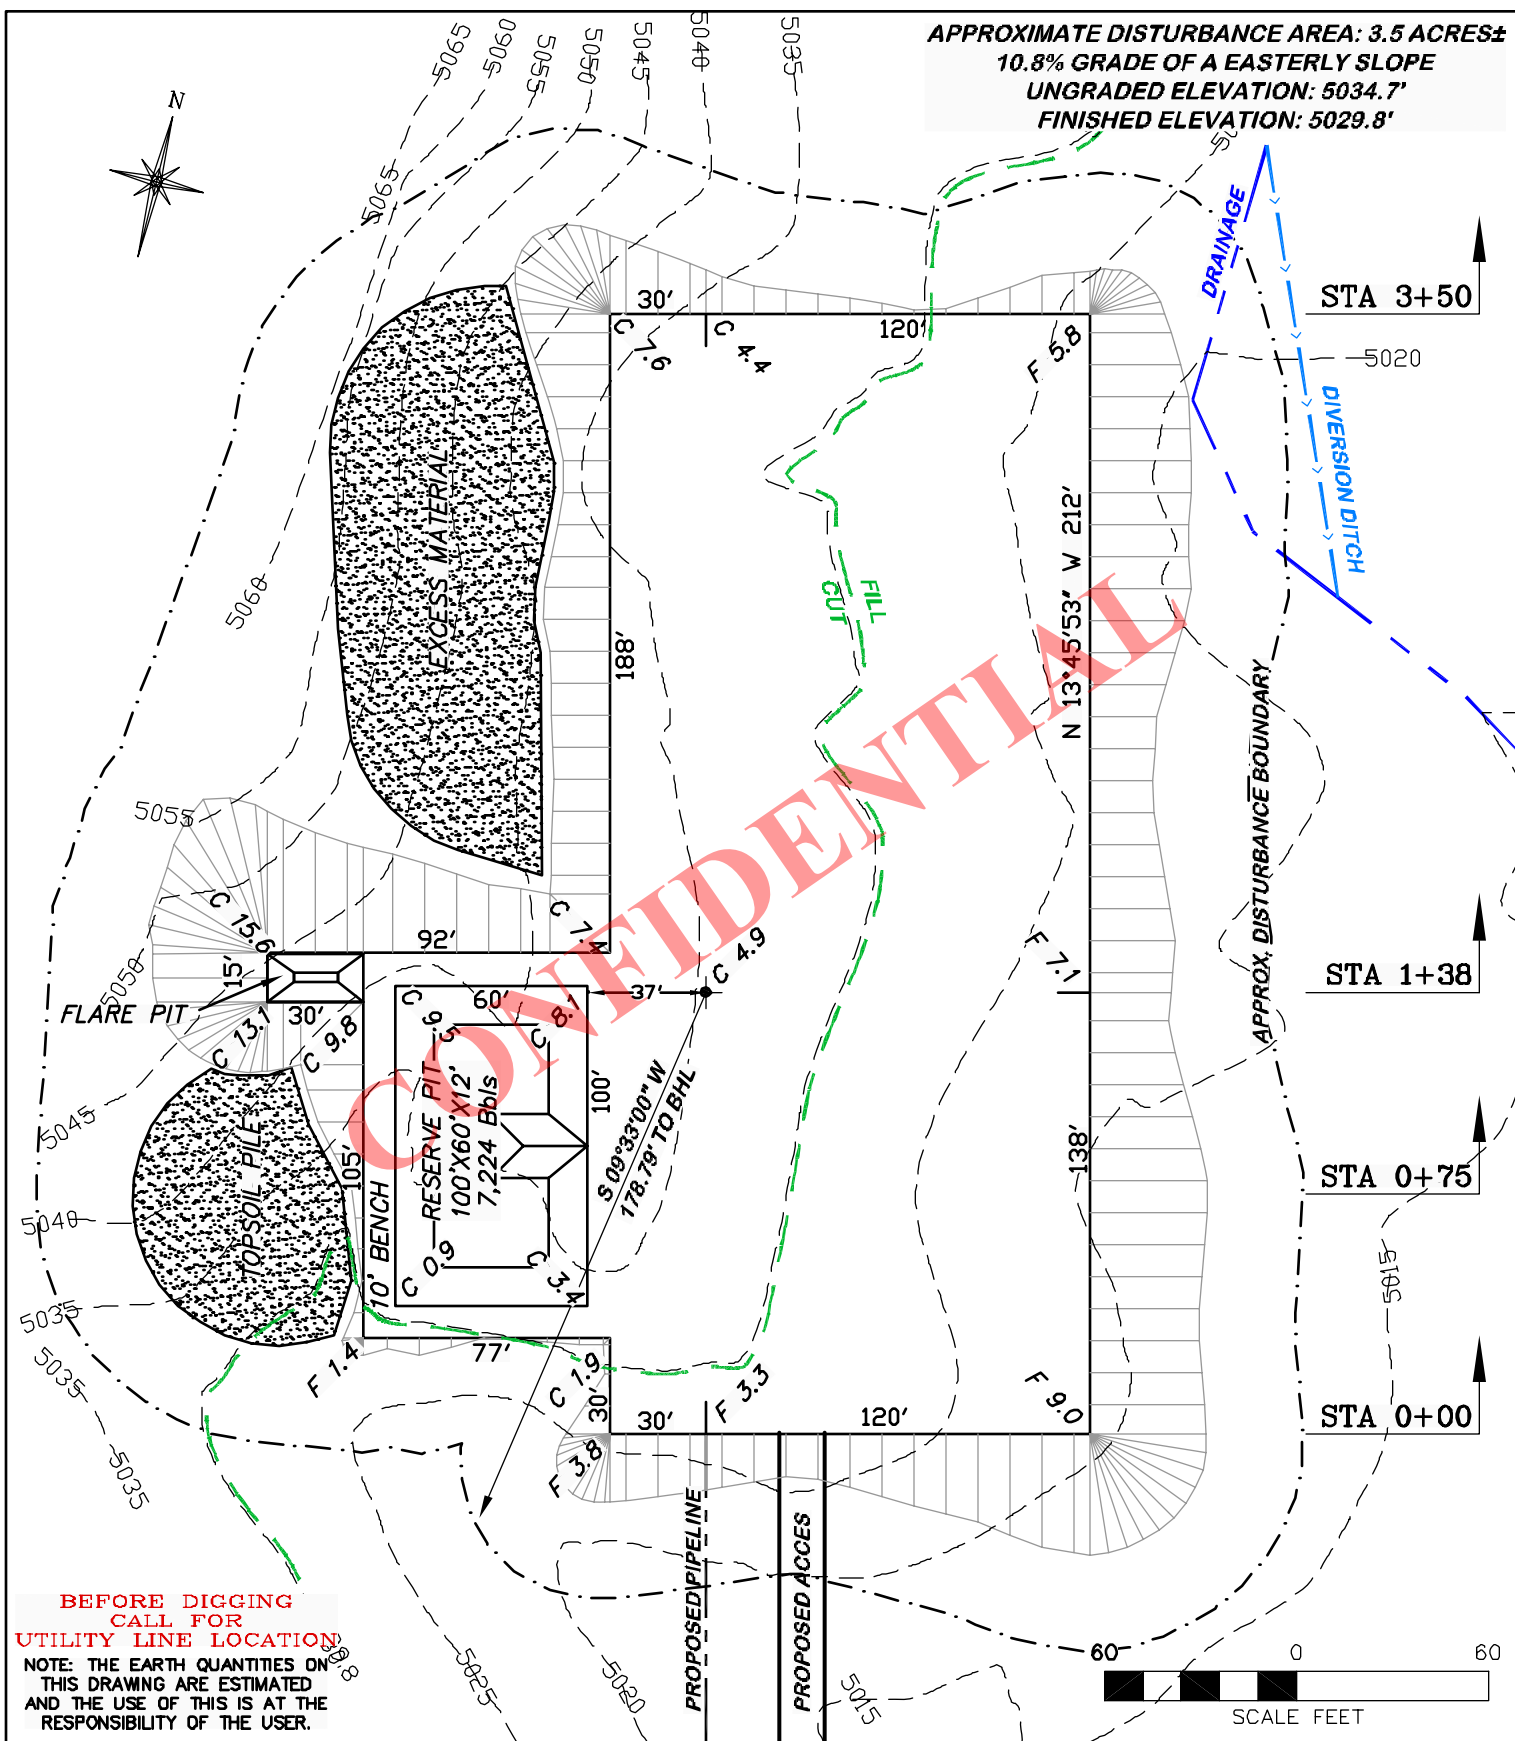 APPROXIMATE DISTURBANCE AREA: 3.5 ACRES±
10.8% GRADE OF A EASTERLY SLOPE
UNGRADED ELEVATION: 5034.7'
FINISHED ELEVATION: 5029.8'
5065
5060
5055
5050
5045
5040
5035
N
5065
DRAINAGE
STA 3+50
30'
120'
C 7.6
C 4.4
F 5.8
5020
DIVERSION DITCH
EXCESS MATERIAL
N 13°45'53" W 212'
FILL
CUT
5060
188'
CONFIDENTIAL
APPROX. DISTURBANCE BOUNDARY
5055
C 15.6
C 7.4
92'
15'
C 4.9
F 7.1
STA 1+38
5050
FLARE PIT
30'
C 13.1
C 9.8
C 9.5
60'
C 8.1
37'
RESERVE PIT
100'X60'X12'
7,224 Bbls
100'
S 09°33'00" W
178.79' TO BHL
5045
TOPSOIL PILE
105'
10' BENCH
138'
STA 0+75
5040
C 0.9
C 3.4
5015
5035
F 1.4
77'
C 1.9
30'
F 3.3
F 9.0
5035
30'
120'
STA 0+00
F 3.8
5035
PROPOSED PIPELINE
PROPOSED ACCES
BEFORE DIGGING
CALL FOR
UTILITY LINE LOCATION
NOTE: THE EARTH QUANTITIES ON
THIS DRAWING ARE ESTIMATED
AND THE USE OF THIS IS AT THE
RESPONSIBILITY OF THE USER.
5025
5020
5015
60 0 60
SCALE FEET